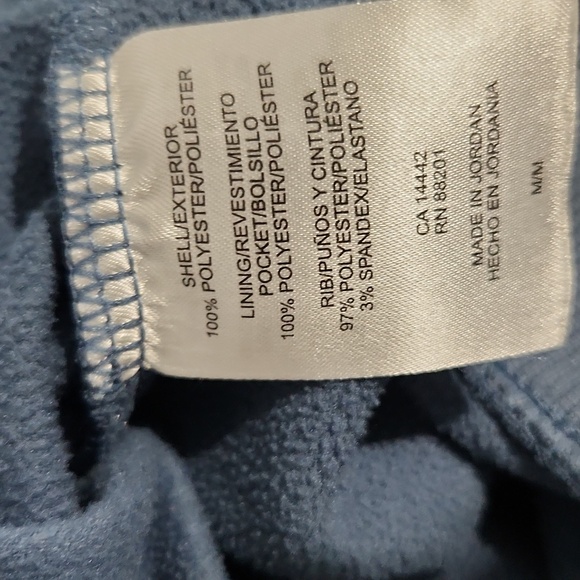 SHELL/EXTERIOR
100% POLYESTER/POLIÉSTER
LINING/REVESTIMIENTO
POCKET/BOLSILLO
100% POLYESTER/POLIÉSTER
RIB/PUÑOS Y CINTURA
97% POLYESTER/POLIÉSTER
3% SPANDEX/ELASTANO
CA 14442
RN 88201
MADE IN JORDAN
HECHO EN JORDANIA
M/M